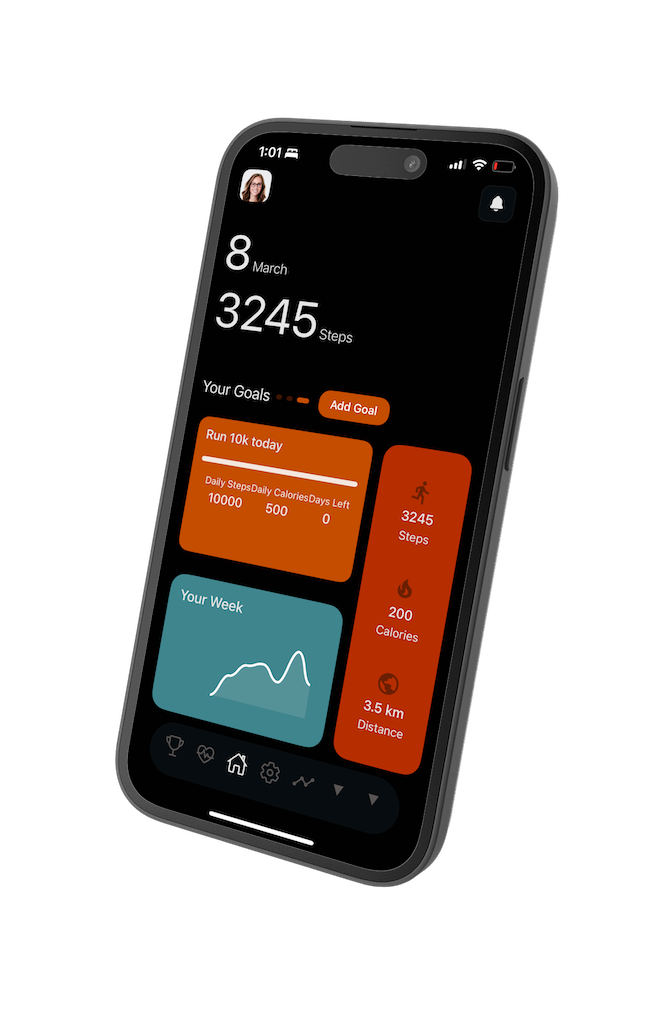 1:01
8 March
3245 Steps
Your Goals
Add Goal
Run 10k today
Daily Steps Daily Calories Days Left
10000 500 0
3245
Steps
200
Calories
3.5 km
Distance
Your Week